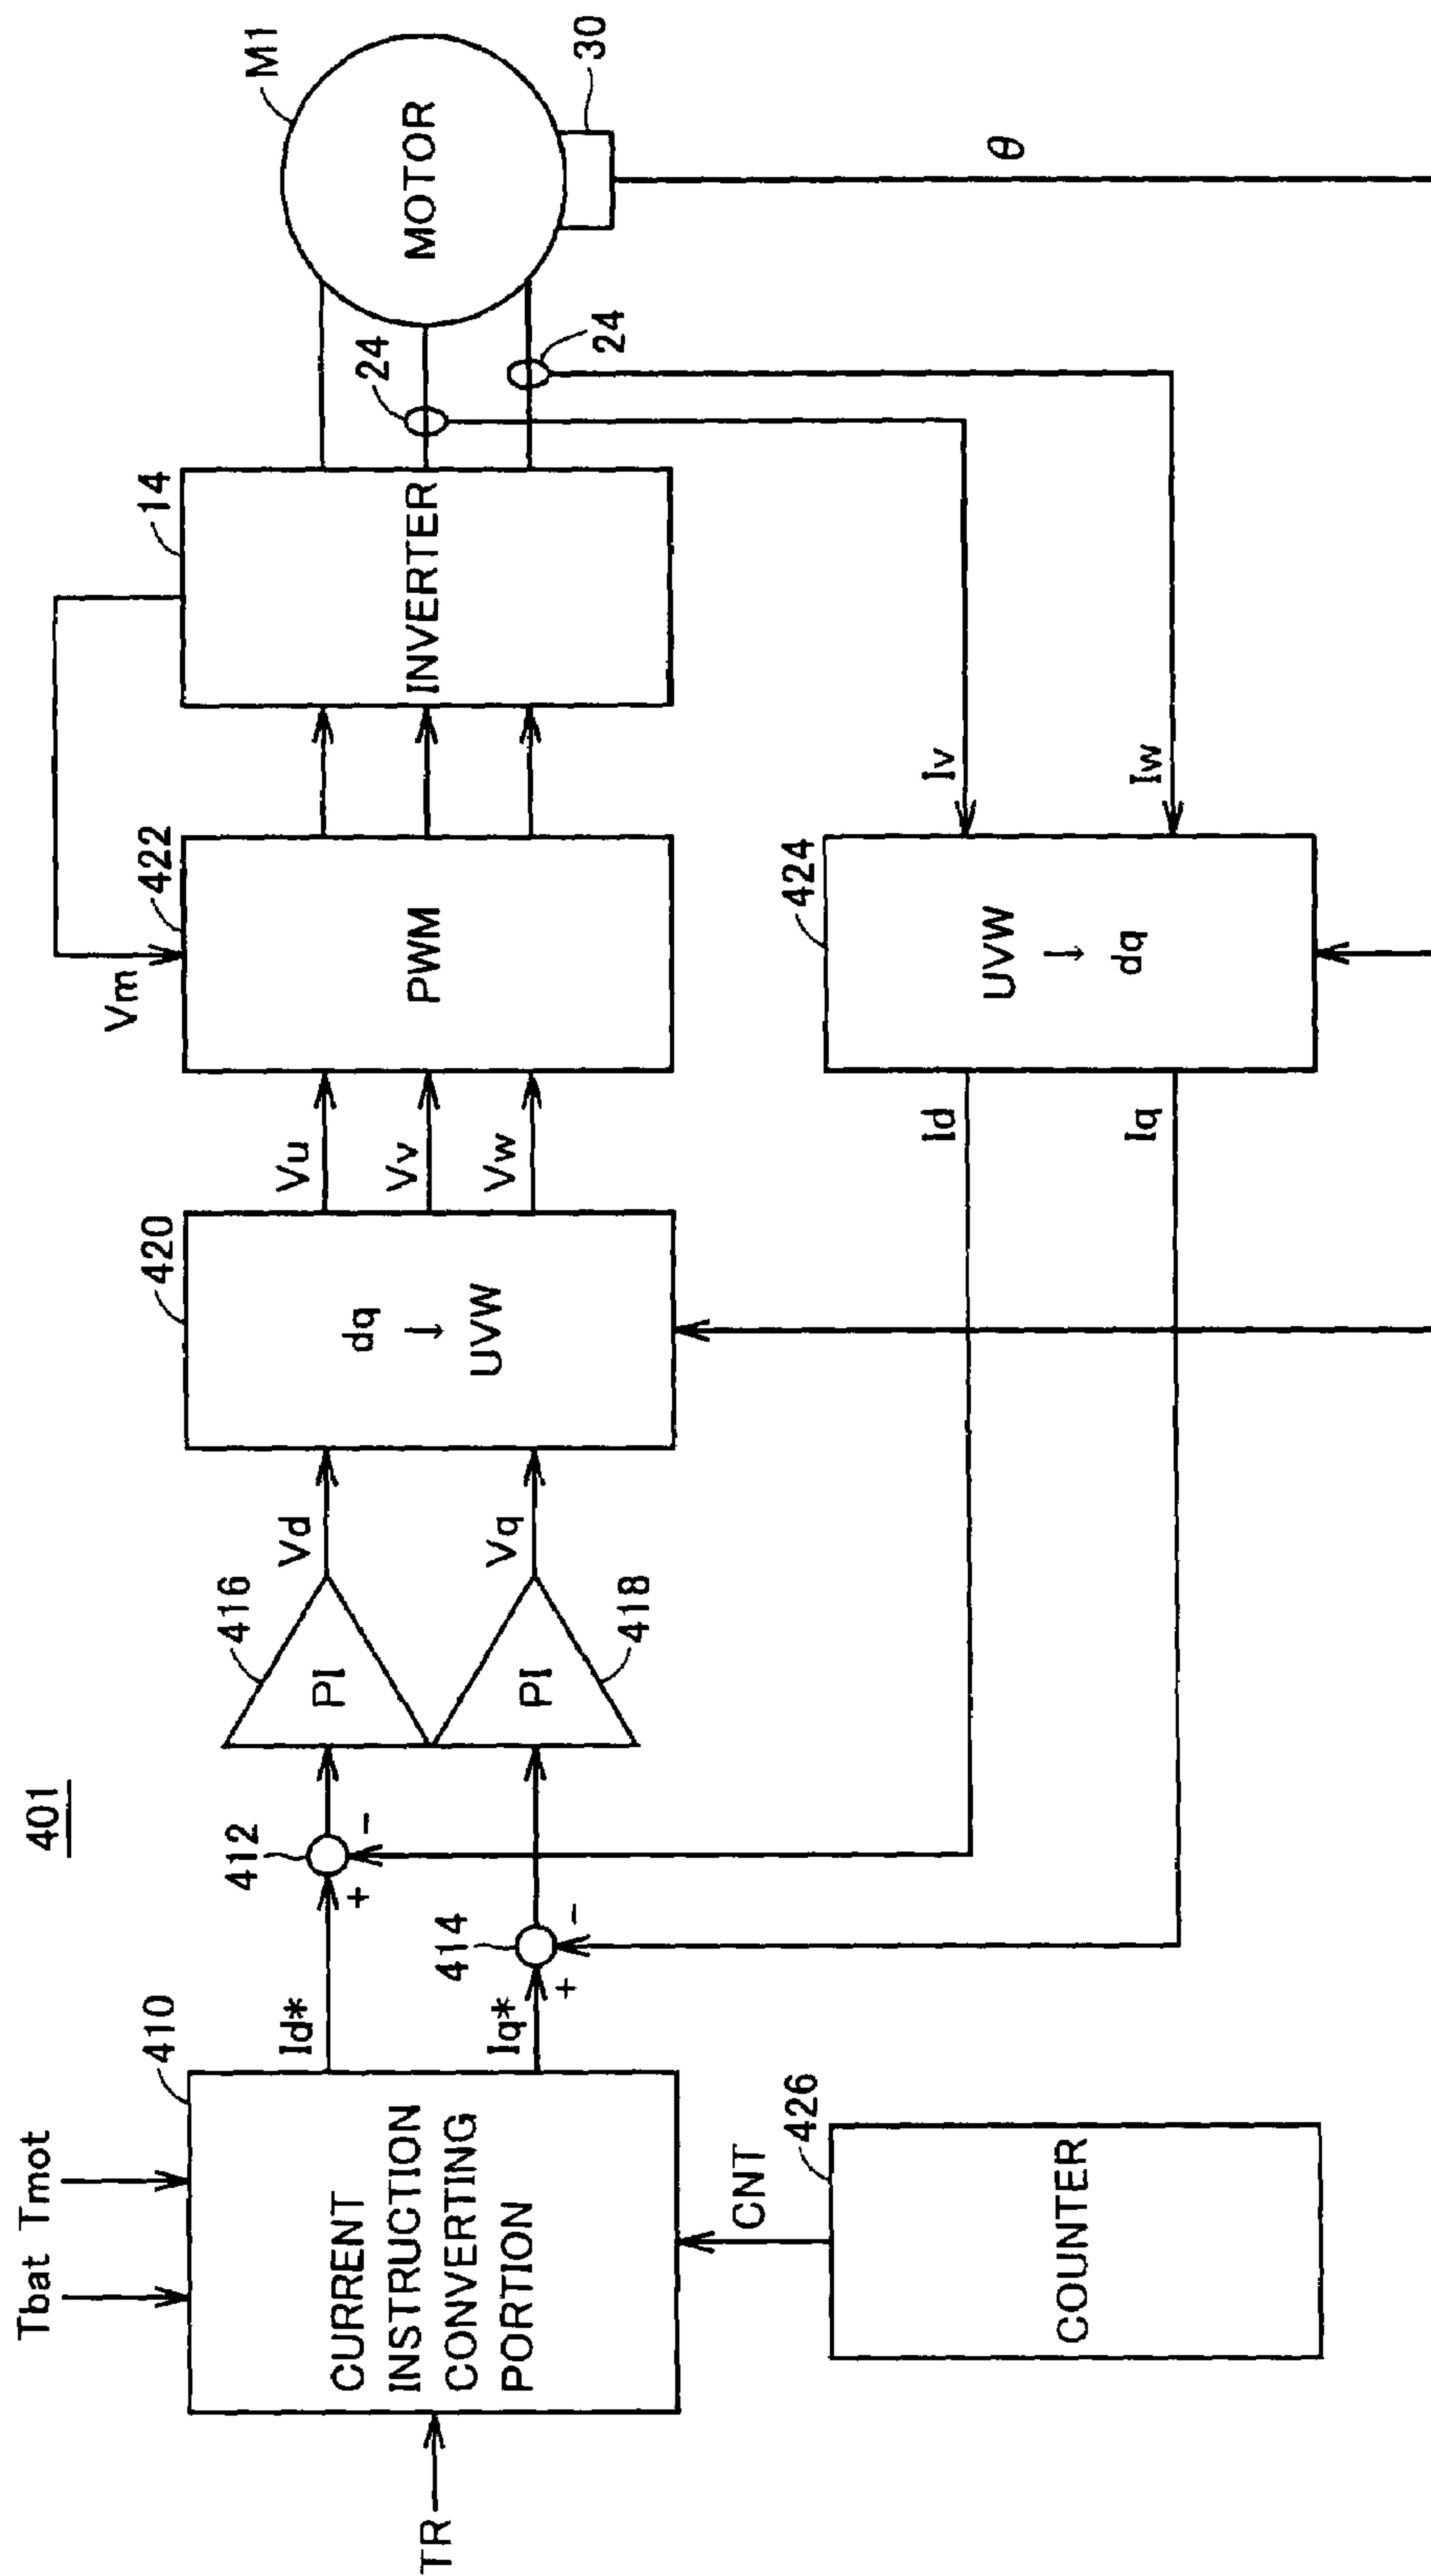 401
Tbat Tmot
410
CURRENT
INSTRUCTION
CONVERTING
PORTION
TR
Id*
Iq*
412
+
-
414
+
-
416
PI
418
PI
Vd
Vq
420
dq
↓
UVW
Vu
Vv
Vw
Vm
422
PWM
14
INVERTER
24
24
M1
MOTOR
30
θ
Iv
Iw
424
UVW
↓
dq
Id
Iq
CNT
426
COUNTER